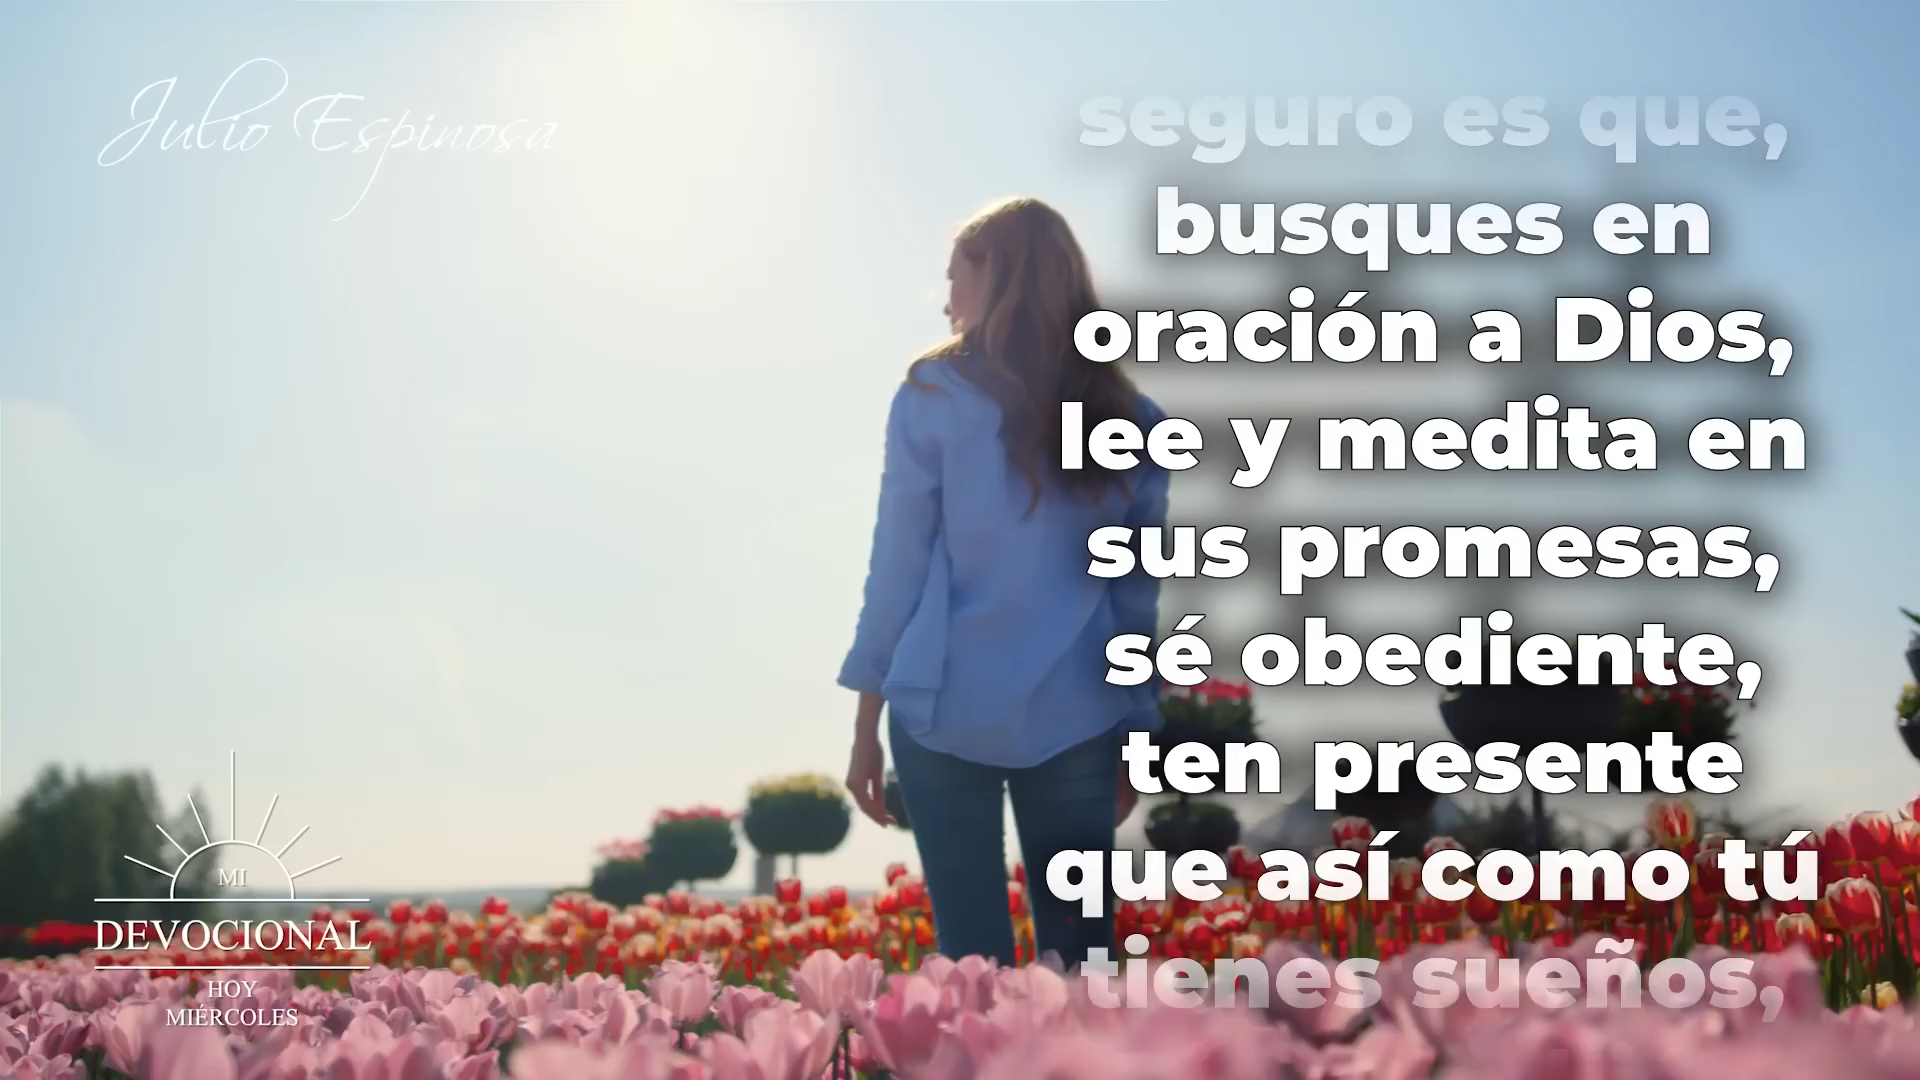 Julio Espinosa
seguro es que,
busques en
oración a Dios,
lee y medita en
sus promesas,
sé obediente,
ten presente
que así como tú
tienes sueños,
MI
DEVOCIONAL
HOY
MIÉRCOLES